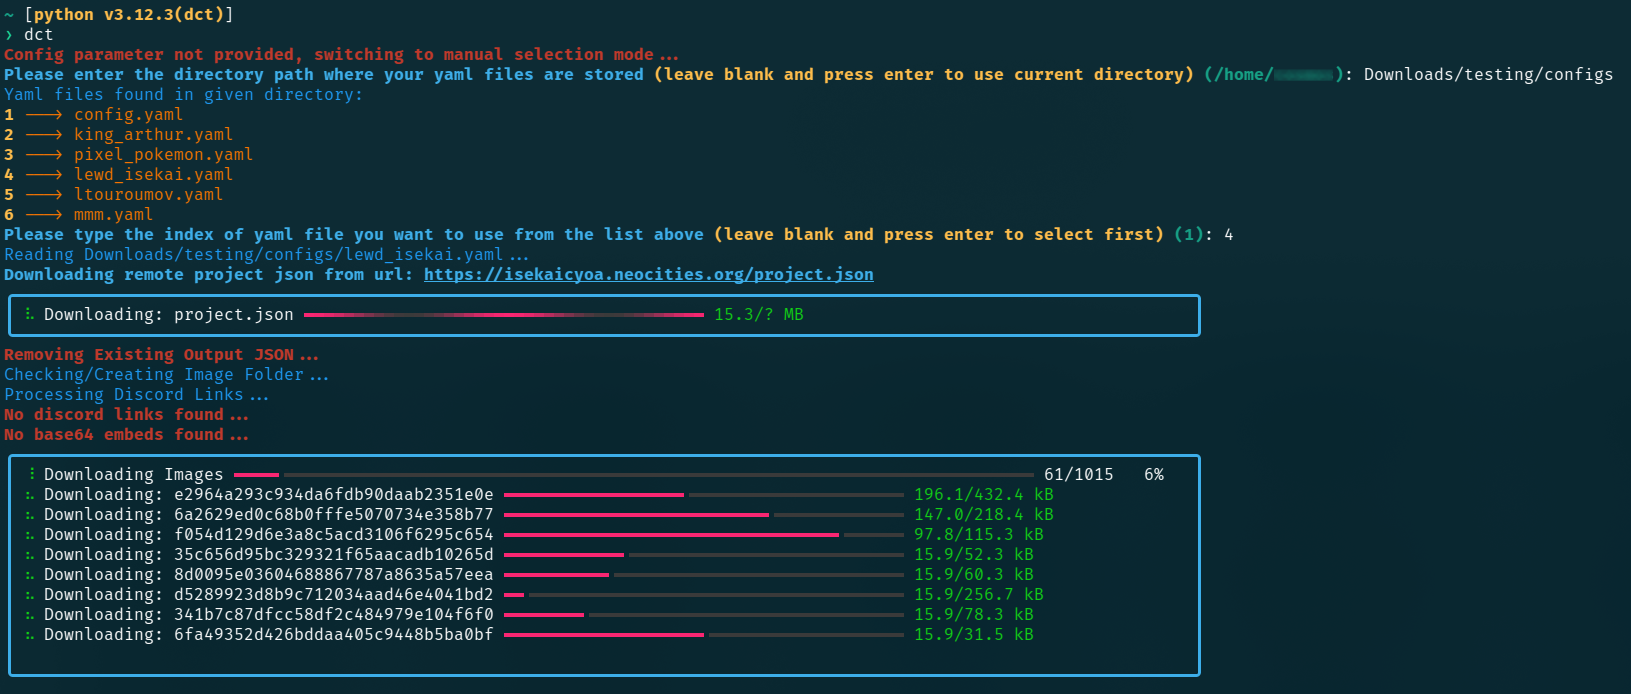 ~ [python v3.12.3(dct)]
❯ dct
Config parameter not provided, switching to manual selection mode...
Please enter the directory path where your yaml files are stored (leave blank and press enter to use current directory) (/home/): Downloads/testing/configs
Yaml files found in given directory:
1 ---> config.yaml
2 ---> king_arthur.yaml
3 ---> pixel_pokemon.yaml
4 ---> lewd_isekai.yaml
5 ---> ltouroumov.yaml
6 ---> mmm.yaml
Please type the index of yaml file you want to use from the list above (leave blank and press enter to select first) (1): 4
Reading Downloads/testing/configs/lewd_isekai.yaml...
Downloading remote project json from url: https://isekaicyoa.neocities.org/project.json
Downloading: project.json 15.3/? MB
Removing Existing Output JSON...
Checking/Creating Image Folder...
Processing Discord Links...
No discord links found...
No base64 embeds found...
Downloading Images 61/1015 6%
Downloading: e2964a293c934da6fdb90daab2351e0e 196.1/432.4 kB
Downloading: 6a2629ed0c68b0fffe5070734e358b77 147.0/218.4 kB
Downloading: f054d129d6e3a8c5acd3106f6295c654 97.8/115.3 kB
Downloading: 35c656d95bc329321f65aacadb10265d 15.9/52.3 kB
Downloading: 8d0095e03604688867787a8635a57eea 15.9/60.3 kB
Downloading: d5289923d8b9c712034aad46e4041bd2 15.9/256.7 kB
Downloading: 341b7c87dfcc58df2c484979e104f6f0 15.9/78.3 kB
Downloading: 6fa49352d426bddaa405c9448b5ba0bf 15.9/31.5 kB